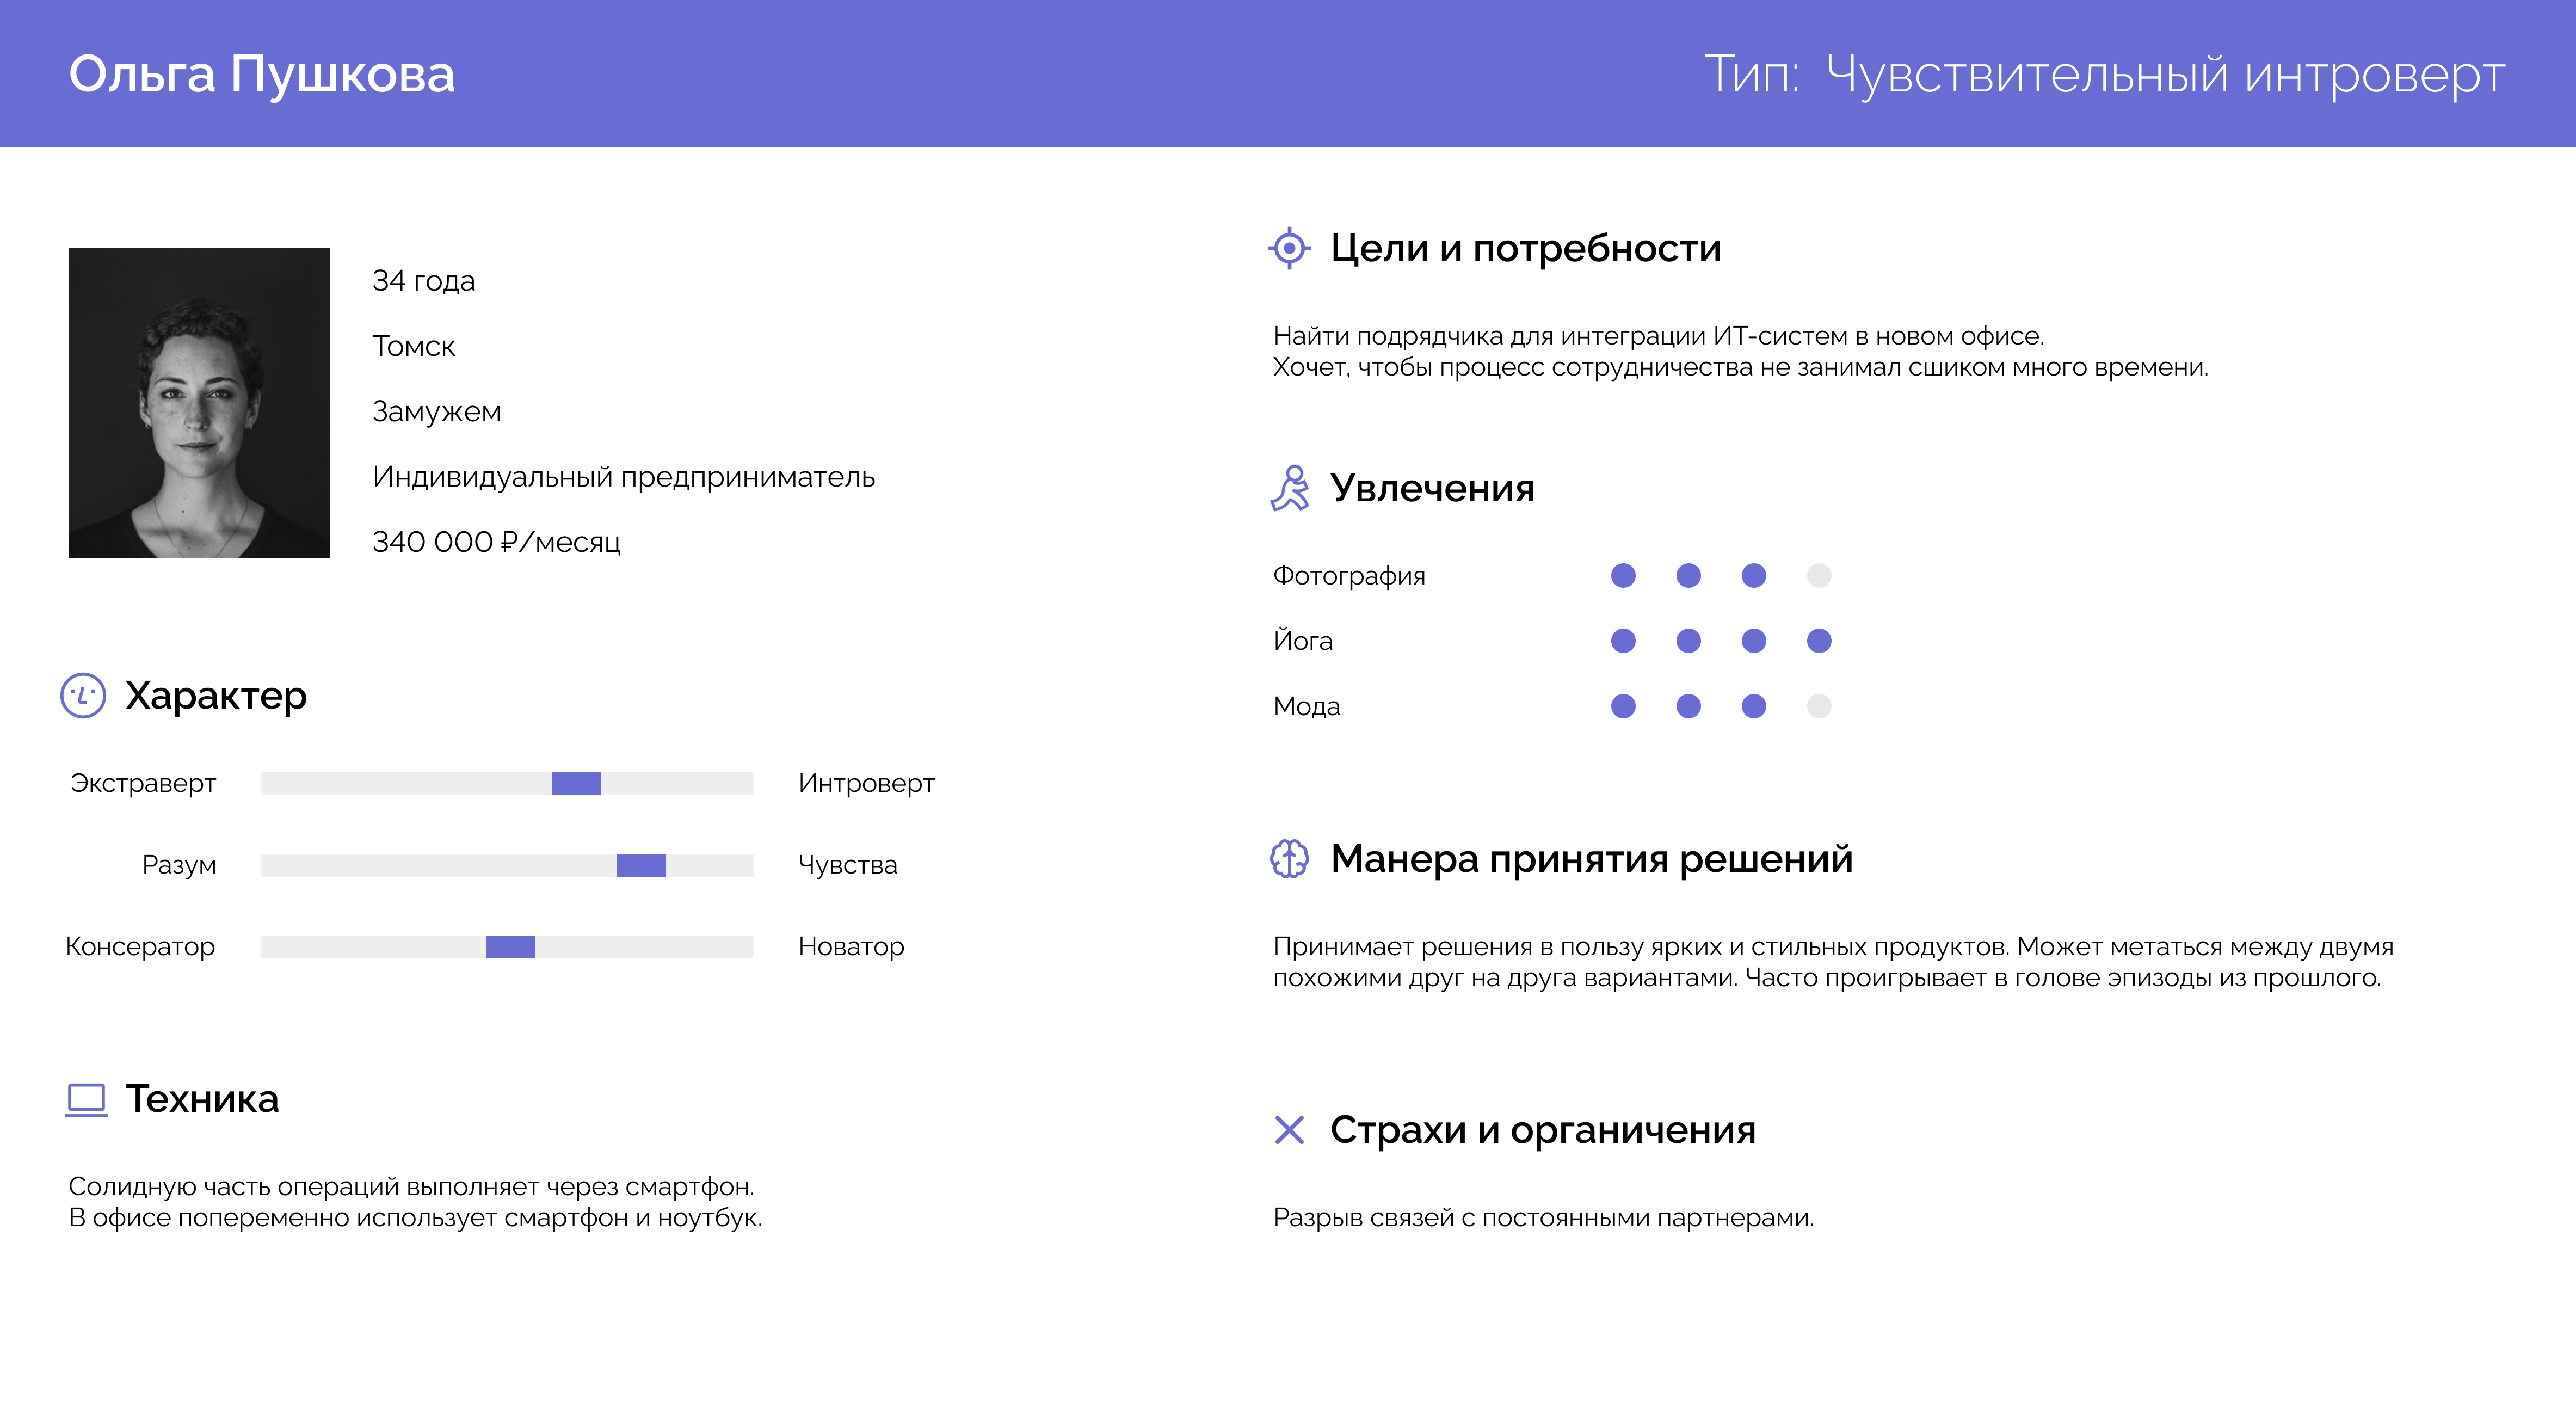 Ольга Пушкова
Тип: Чувствительный интроверт
34 года
Томск
Замужем
Индивидуальный предприниматель
340 000 ₽/месяц
Характер
Экстраверт Интроверт
Разум Чувства
Консератор Новатор
Техника
Солидную часть операций выполняет через смартфон.
В офисе попеременно использует смартфон и ноутбук.
Цели и потребности
Найти подрядчика для интеграции ИТ-систем в новом офисе.
Хочет, чтобы процесс сотрудничества не занимал сшиком много времени.
Увлечения
Фотография
Йога
Мода
Манера принятия решений
Принимает решения в пользу ярких и стильных продуктов. Может метаться между двумя
похожими друг на друга вариантами. Часто проигрывает в голове эпизоды из прошлого.
Страхи и органичения
Разрыв связей с постоянными партнерами.